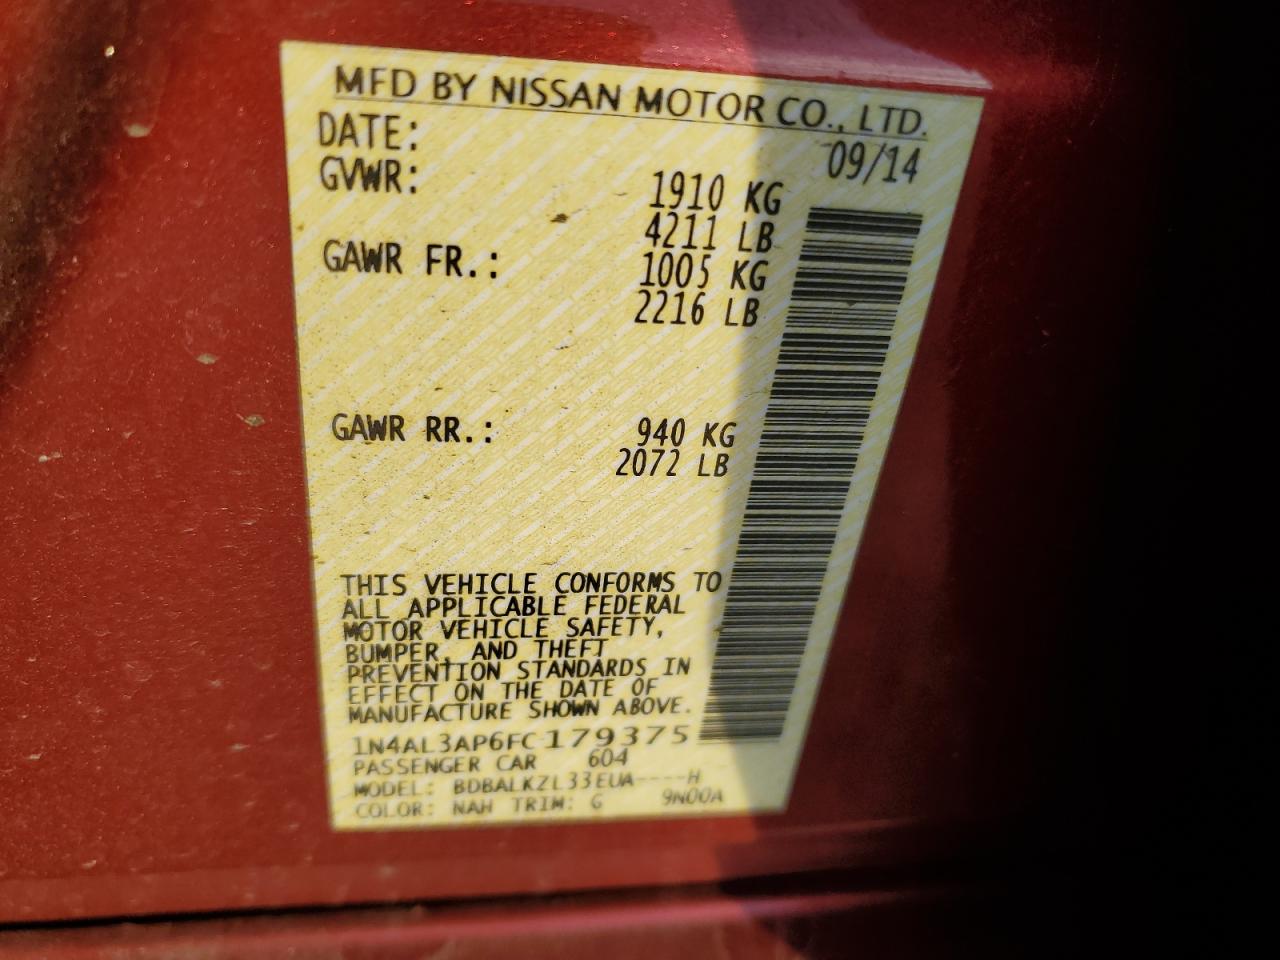 MFD BY NISSAN MOTOR CO., LTD.
DATE: 09/14
GVWR: 1910 KG
4211 LB
GAWR FR.: 1005 KG
2216 LB
GAWR RR.: 940 KG
2072 LB
THIS VEHICLE CONFORMS TO
ALL APPLICABLE FEDERAL
MOTOR VEHICLE SAFETY,
BUMPER, AND THEFT
PREVENTION STANDARDS IN
EFFECT ON THE DATE OF
MANUFACTURE SHOWN ABOVE.
1N4AL3AP6FC179375
PASSENGER CAR 604
MODEL: BDBALKZL33EUA----H
COLOR: NAH TRIM: G 9N00A